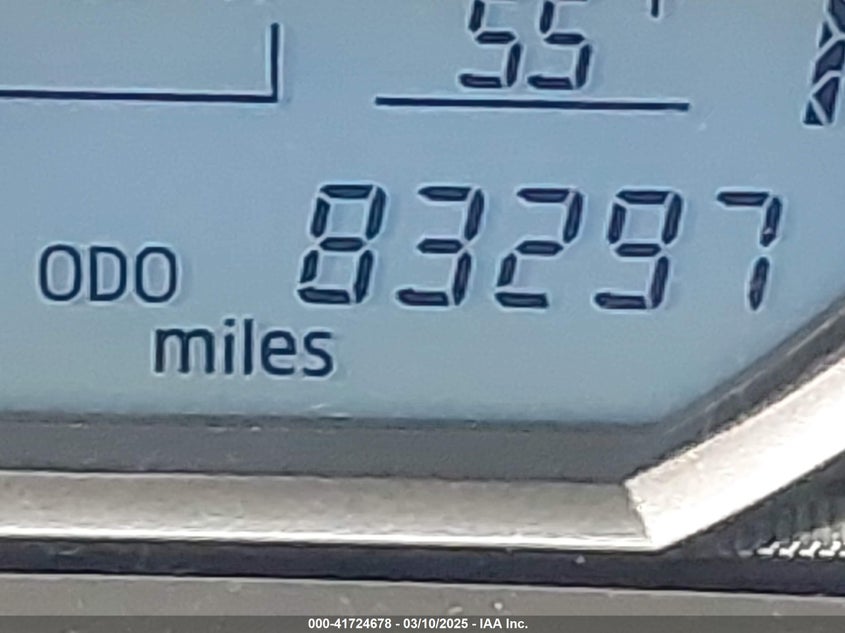 55
ODO 83297
miles
000-41724678 - 03/10/2025 - IAA Inc.